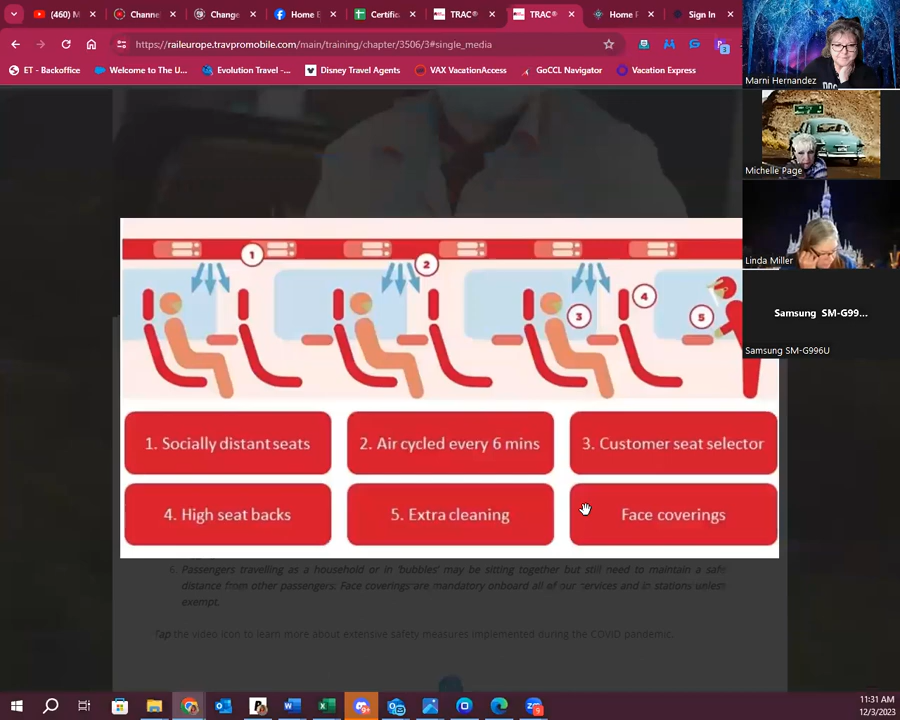 (460) M
Channel
Change
Home E
Certific
TRAC®
TRAC®
Home F
Sign In
https://raileurope.travpromobile.com/main/training/chapter/3506/3#single_media
3
ET - Backoffice
Welcome to The U...
Evolution Travel -...
Disney Travel Agents
VAX VacationAccess
GoCCL Navigator
Vacation Express
Marni Hernandez
Michelle Page
Linda Miller
Samsung SM-G99...
Samsung SM-G996U
1
2
3
4
5
1. Socially distant seats
2. Air cycled every 6 mins
3. Customer seat selector
4. High seat backs
5. Extra cleaning
Face coverings
6. Passengers travelling as a household or in 'bubbles' may be sitting together but still need to maintain a safe
distance from other passengers. Face coverings are mandatory onboard all of our services and in stations unless
exempt.
Tap the video icon to learn more about extensive safety measures implemented during the COVID pandemic.
11:31 AM
12/3/2023